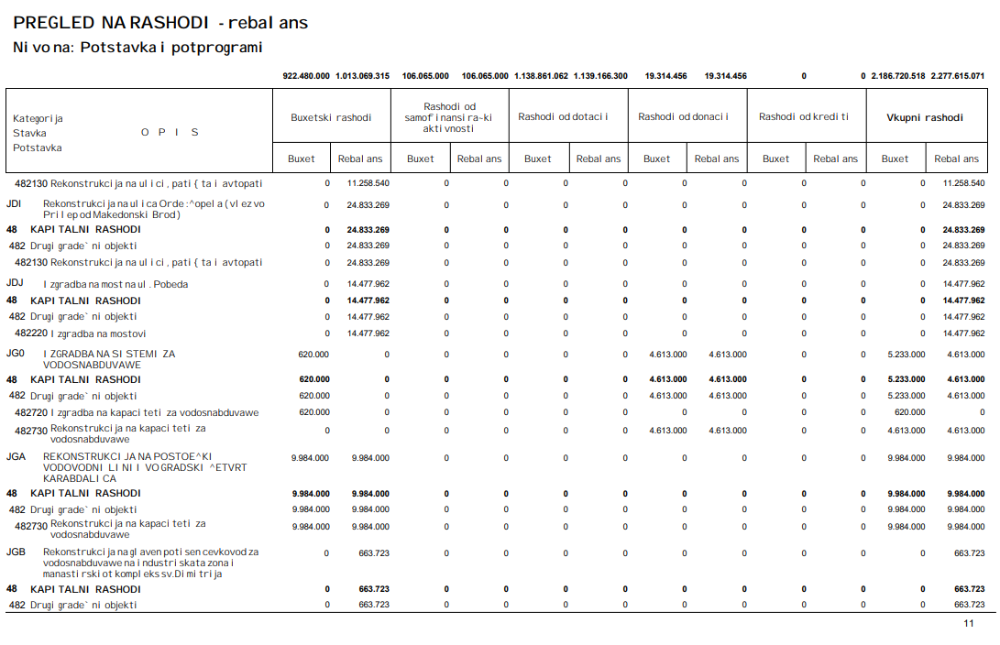 PREGLED NA RASHODI - rebalans
Nivo na: Potstavka i potprogrami
922.480.000 1.013.069.315 106.065.000 106.065.000 1.138.861.062 1.139.166.300 19.314.456 19.314.456 0 0 2.186.720.518 2.277.615.071
Kategorija
Stavka
Potstavka
O P I S
Buxetski rashodi
Rashodi od
samofinansira~ki
aktivnosti
Rashodi od dotacii
Rashodi od donacii
Rashodi od krediti
Vkupni rashodi
Buxet Rebalans Buxet Rebalans Buxet Rebalans Buxet Rebalans Buxet Rebalans Buxet Rebalans
482130 Rekonstrukcija na ulici, pati{ta i avtopati 0 11.258.540 0 0 0 0 0 0 0 0 0 11.258.540
JDI Rekonstrukcija na ulica Orde :^opela (vlez vo
Prilep od Makedonski Brod) 0 24.833.269 0 0 0 0 0 0 0 0 0 24.833.269
48 KAPITALNI RASHODI 0 24.833.269 0 0 0 0 0 0 0 0 0 24.833.269
482 Drugi grade`ni objekti 0 24.833.269 0 0 0 0 0 0 0 0 0 24.833.269
482130 Rekonstrukcija na ulici, pati{ta i avtopati 0 24.833.269 0 0 0 0 0 0 0 0 0 24.833.269
JDJ Izgradba na most na ul. Pobeda 0 14.477.962 0 0 0 0 0 0 0 0 0 14.477.962
48 KAPITALNI RASHODI 0 14.477.962 0 0 0 0 0 0 0 0 0 14.477.962
482 Drugi grade`ni objekti 0 14.477.962 0 0 0 0 0 0 0 0 0 14.477.962
482220 Izgradba na mostovi 0 14.477.962 0 0 0 0 0 0 0 0 0 14.477.962
JG0 IZGRADBA NA SISTEMI ZA
VODOSNABDUVAWE 620.000 0 0 0 0 0 4.613.000 4.613.000 0 0 5.233.000 4.613.000
48 KAPITALNI RASHODI 620.000 0 0 0 0 0 4.613.000 4.613.000 0 0 5.233.000 4.613.000
482 Drugi grade`ni objekti 620.000 0 0 0 0 0 4.613.000 4.613.000 0 0 5.233.000 4.613.000
482720 Izgradba na kapaciteti za vodosnabduvawe 620.000 0 0 0 0 0 0 0 0 0 620.000 0
482730 Rekonstrukcija na kapaciteti za
vodosnabduvawe 0 0 0 0 0 0 4.613.000 4.613.000 0 0 4.613.000 4.613.000
JGA REKONSTRUKCIJA NA POSTOE^KI
VODOVODNI LINII VO GRADSKI ^ETVRT
KARABDALICA 9.984.000 9.984.000 0 0 0 0 0 0 0 0 9.984.000 9.984.000
48 KAPITALNI RASHODI 9.984.000 9.984.000 0 0 0 0 0 0 0 0 9.984.000 9.984.000
482 Drugi grade`ni objekti 9.984.000 9.984.000 0 0 0 0 0 0 0 0 9.984.000 9.984.000
482730 Rekonstrukcija na kapaciteti za
vodosnabduvawe 9.984.000 9.984.000 0 0 0 0 0 0 0 0 9.984.000 9.984.000
JGB Rekonstrukcija na glaven potisen cevkovod za
vodosnabduvawe na industriskata zona i
manastirskiot kompleks sv.Dimitrija 0 663.723 0 0 0 0 0 0 0 0 0 663.723
48 KAPITALNI RASHODI 0 663.723 0 0 0 0 0 0 0 0 0 663.723
482 Drugi grade`ni objekti 0 663.723 0 0 0 0 0 0 0 0 0 663.723
11